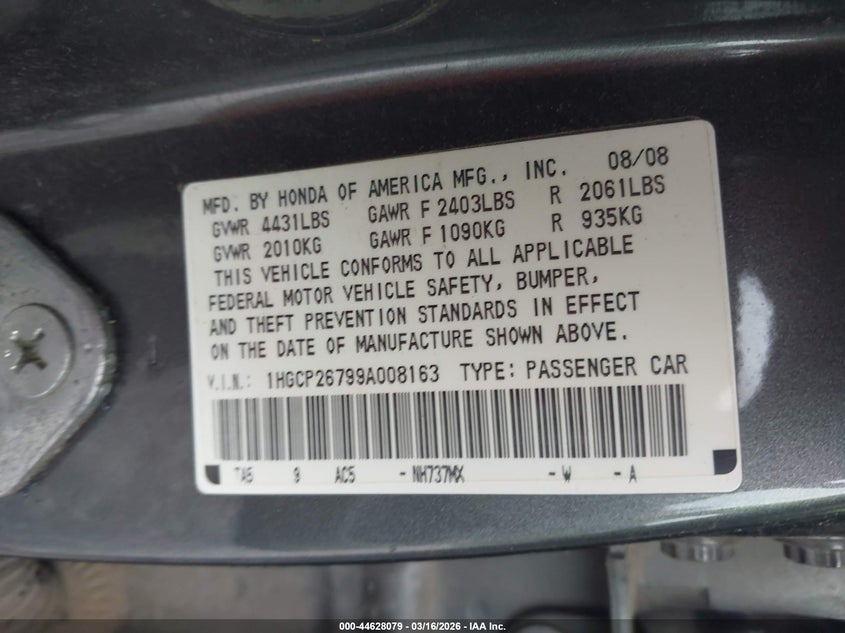 MFD. BY HONDA OF AMERICA MFG., INC. 08/08
GVWR 4431LBS GAWR F 2403LBS R 2061LBS
GVWR 2010KG GAWR F 1090KG R 935KG
THIS VEHICLE CONFORMS TO ALL APPLICABLE
FEDERAL MOTOR VEHICLE SAFETY, BUMPER,
AND THEFT PREVENTION STANDARDS IN EFFECT
ON THE DATE OF MANUFACTURE SHOWN ABOVE.
V.I.N.: 1HGCP26799A008163 TYPE: PASSENGER CAR
TA5 9 AC5 - NH737MX - W - A
000-44628079 - 03/16/2026 - IAA Inc.